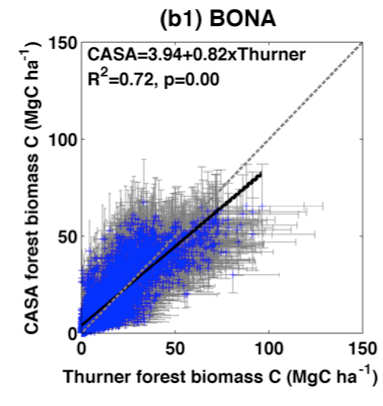 (b1) BONA
150
CASA=3.94+0.82xThurner
R²=0.72, p=0.00
100
50
0
CASA forest biomass C (MgC ha⁻¹)
0 50 100 150
Thurner forest biomass C (MgC ha⁻¹)